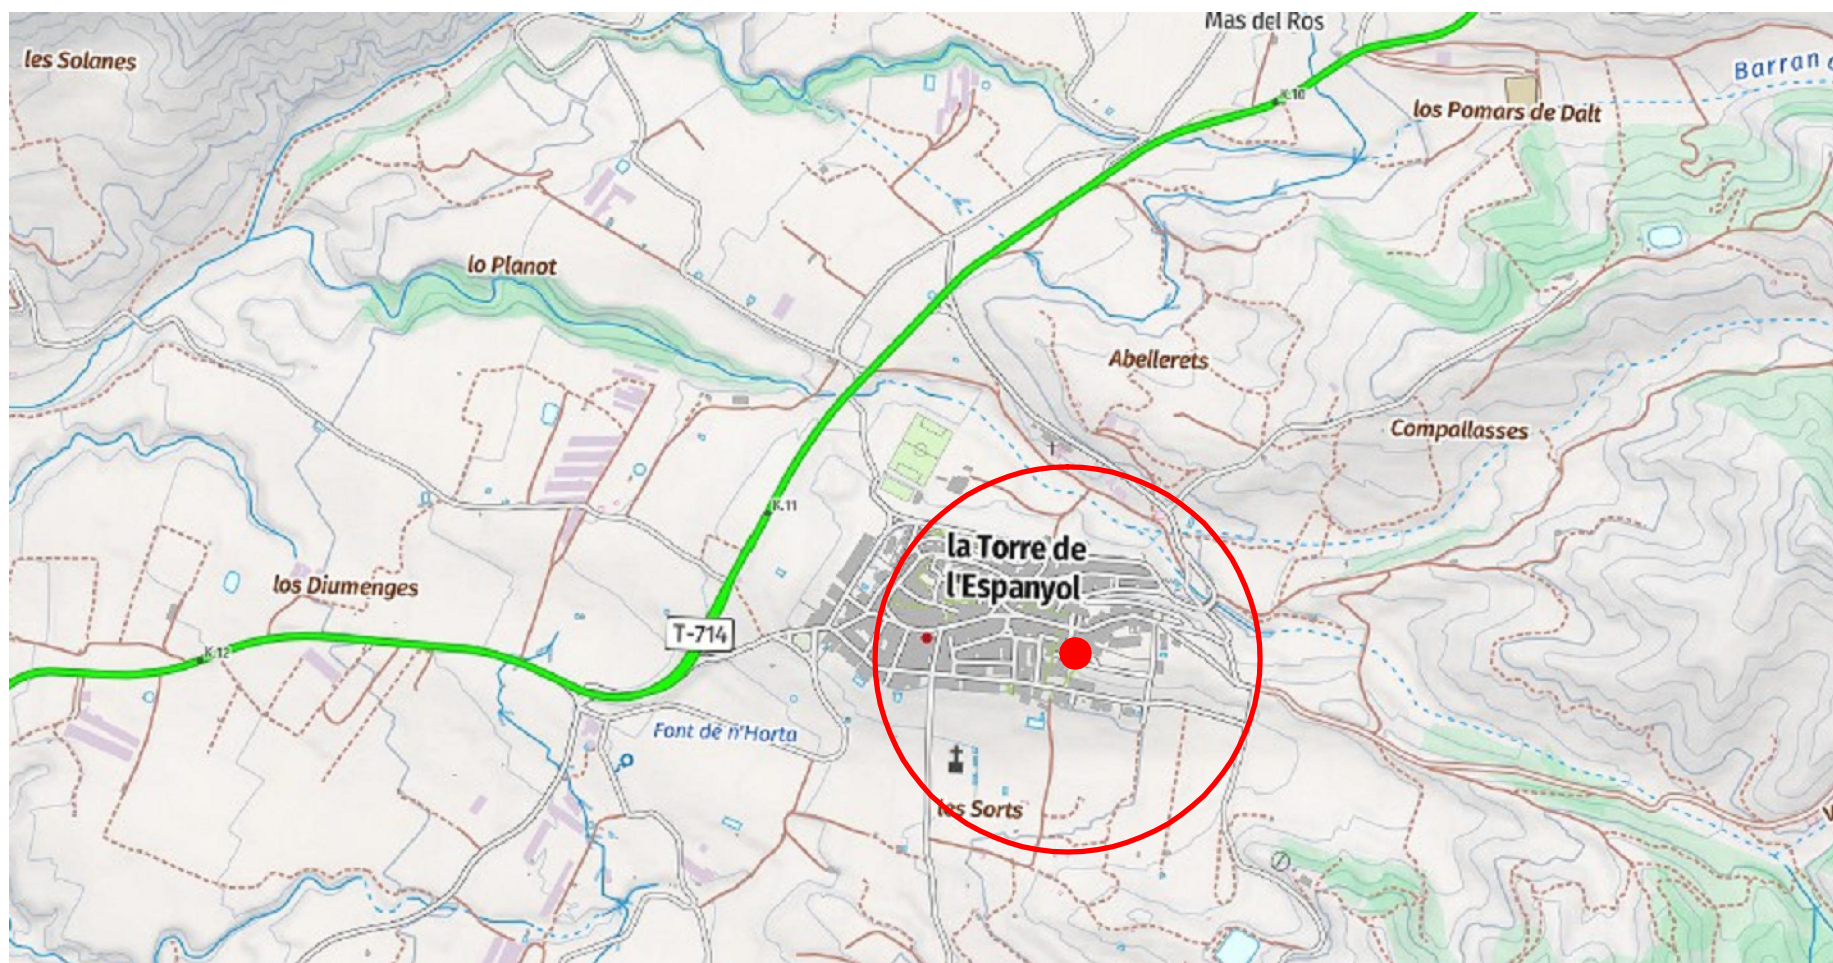 Mas del Ros
les Solanes
Barran
K.10
los Pomars de Dalt
lo Planot
Abellerets
Compallasses
K.11
la Torre de
l'Espanyol
los Diumenges
T-714
K.12
Font de n'Horta
les Sorts